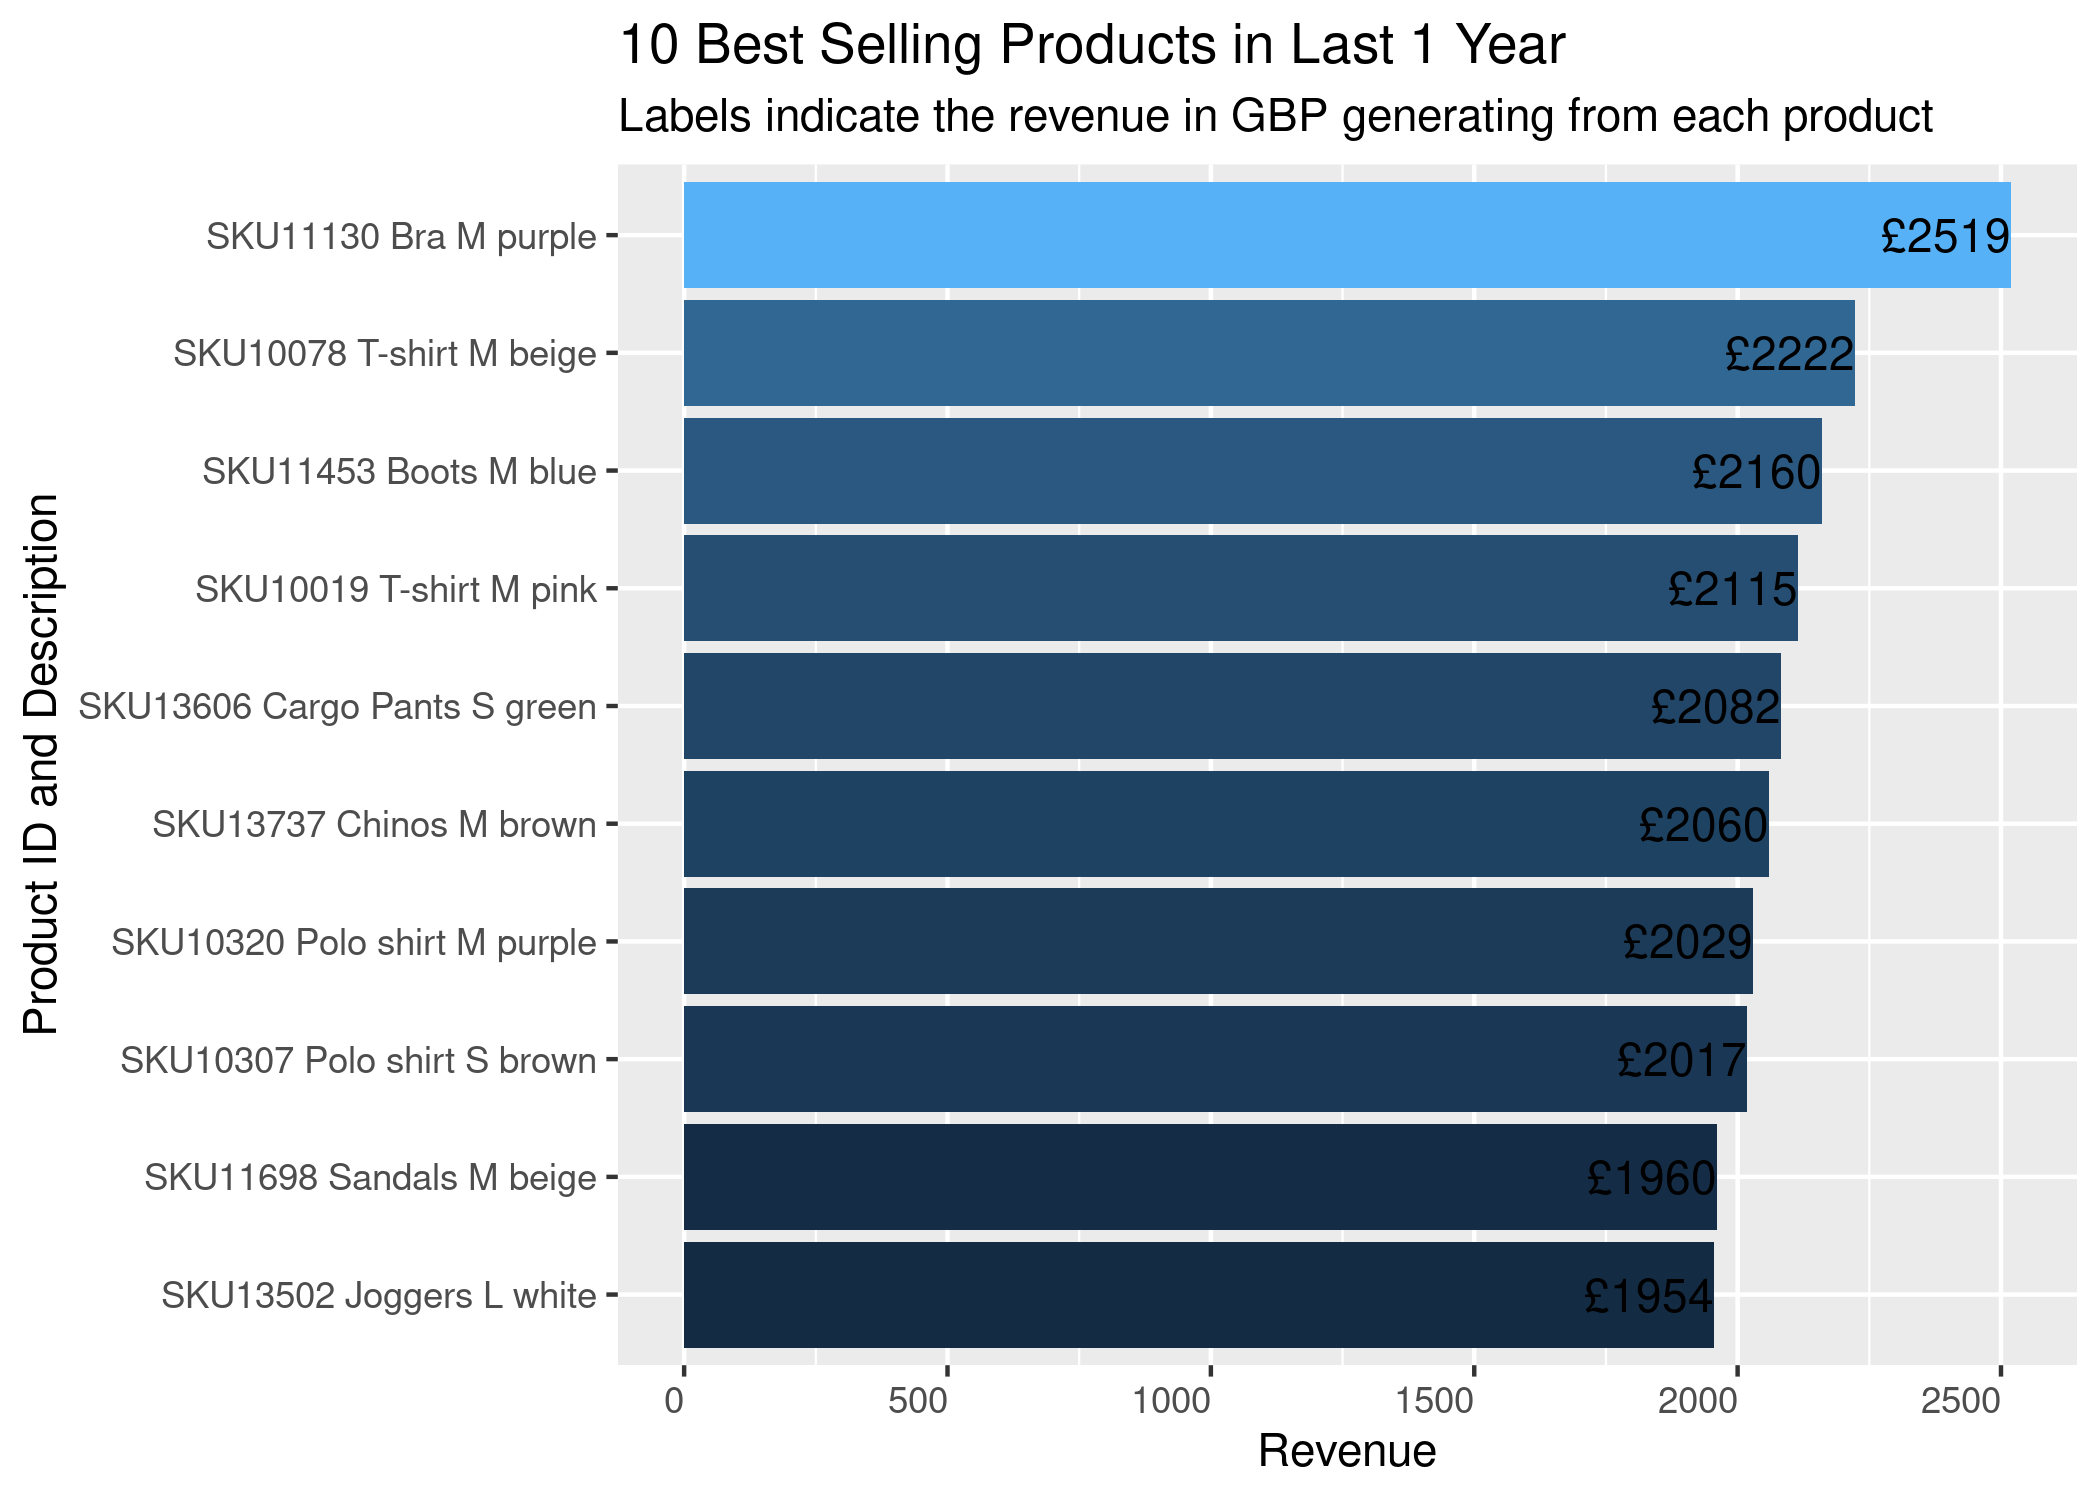 10 Best Selling Products in Last 1 Year
Labels indicate the revenue in GBP generating from each product
Product ID and Description
SKU11130 Bra M purple
£2519
SKU10078 T-shirt M beige
£2222
SKU11453 Boots M blue
£2160
SKU10019 T-shirt M pink
£2115
SKU13606 Cargo Pants S green
£2082
SKU13737 Chinos M brown
£2060
SKU10320 Polo shirt M purple
£2029
SKU10307 Polo shirt S brown
£2017
SKU11698 Sandals M beige
£1960
SKU13502 Joggers L white
£1954
0 500 1000 1500 2000 2500
Revenue